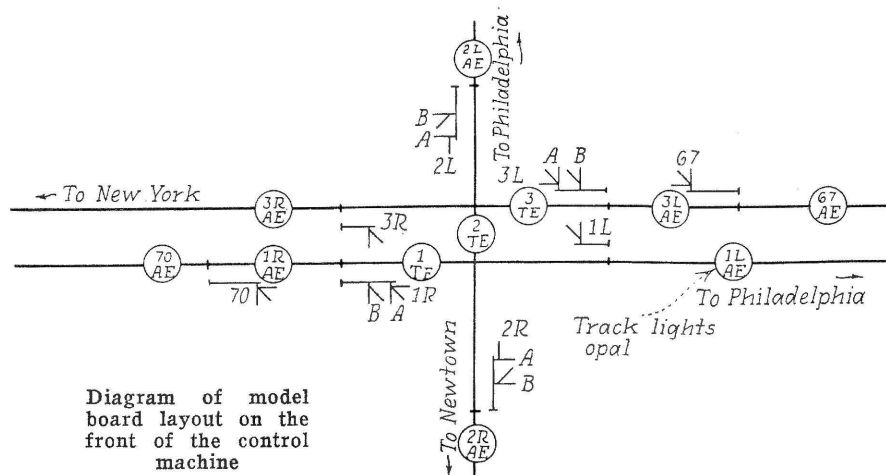 2L
AE
To Philadelphia
B
A
2L
3L
A
B
67
To New York
3R
AE
3
TE
3L
AE
67
AE
3R
2
TE
1L
70
AE
1R
AE
1
TE
1L
AE
To Philadelphia
70
B
A
1R
2R
A
B
Track lights
opal
To Newtown
2R
AE
Diagram of model
board layout on the
front of the control
machine